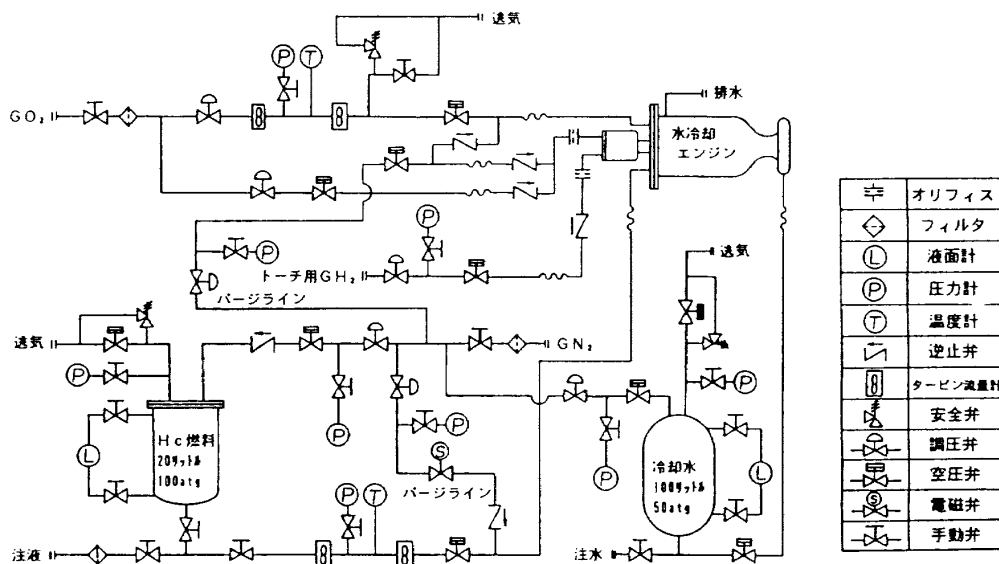 逃気
P
T
排水
GO₂
水冷却
エンジン
P
P
トーチ用GH₂
パージライン
逃気
逃気
GN₂
P
P
Hc燃料
20リットル
100atg
L
P
P
P
S
パージライン
冷却水
100リットル
50atg
L
P
P
T
注液
注水
オリフィス
フィルタ
L 液面計
P 圧力計
T 温度計
逆止弁
タービン流量計
安全弁
調圧弁
空圧弁
S 電磁弁
手動弁